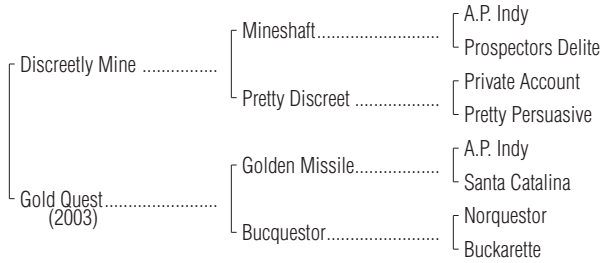 A.P. Indy
Mineshaft
Prospectors Delite
Discreetly Mine
Private Account
Pretty Discreet
Pretty Persuasive
A.P. Indy
Golden Missile
Santa Catalina
Gold Quest
(2003)
Norquestor
Bucquestor
Buckarette